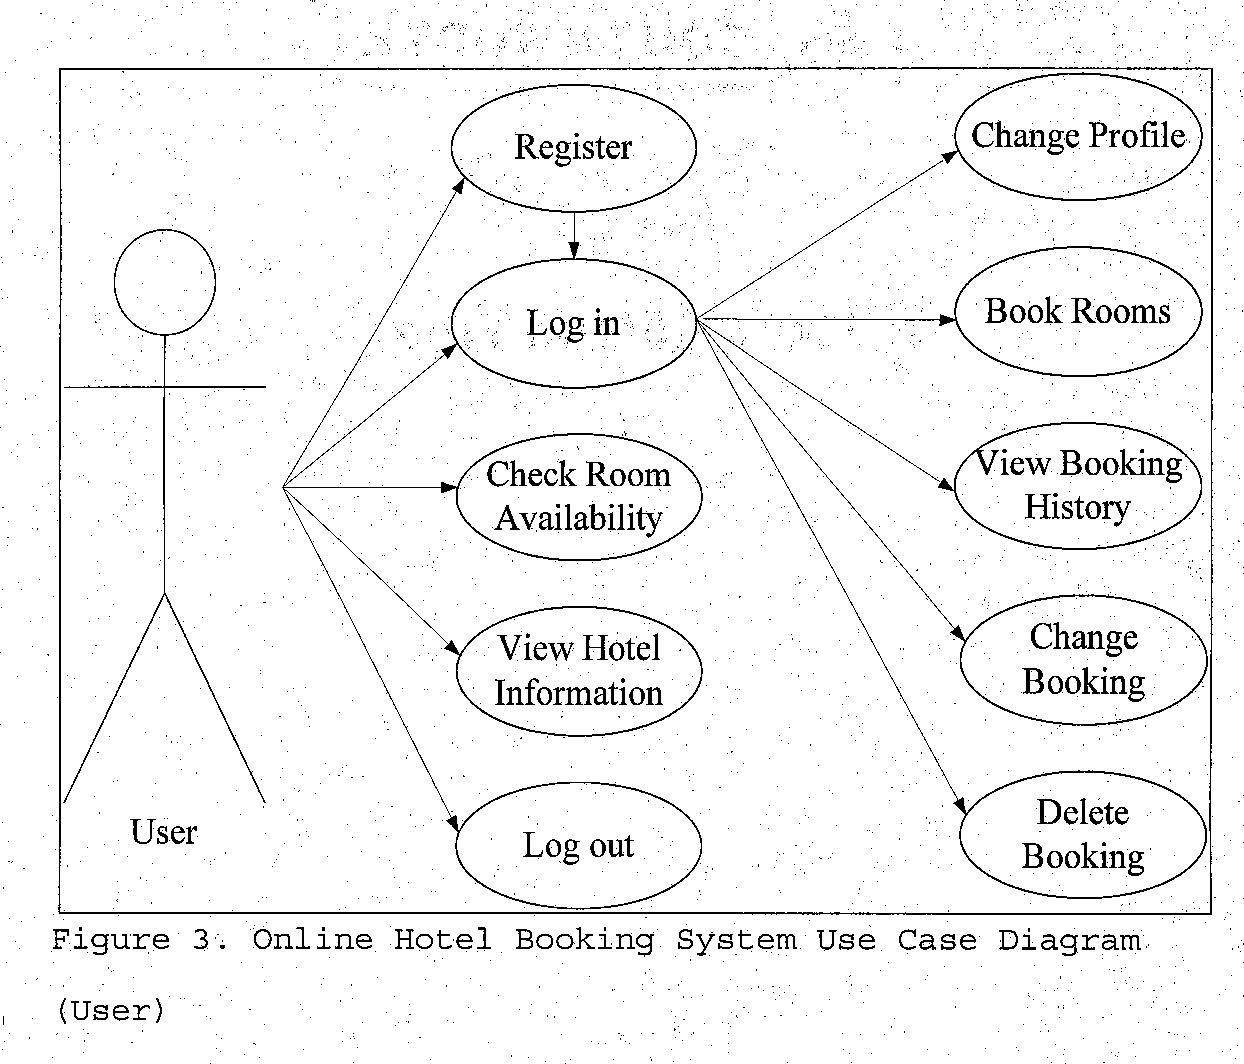 Register
Change Profile
Log in
Book Rooms
Check Room
Availability
View Booking
History
View Hotel
Information
Change
Booking
User
Log out
Delete
Booking
Figure 3. Online Hotel Booking System Use Case Diagram
(User)